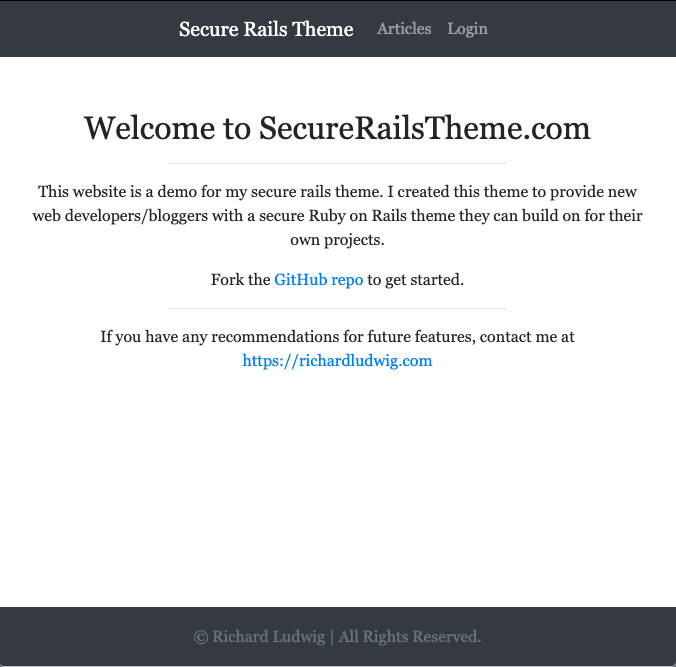 Secure Rails Theme Articles Login
Welcome to SecureRailsTheme.com
This website is a demo for my secure rails theme. I created this theme to provide new
web developers/bloggers with a secure Ruby on Rails theme they can build on for their
own projects.
Fork the GitHub repo to get started.
If you have any recommendations for future features, contact me at
https://richardludwig.com
© Richard Ludwig | All Rights Reserved.